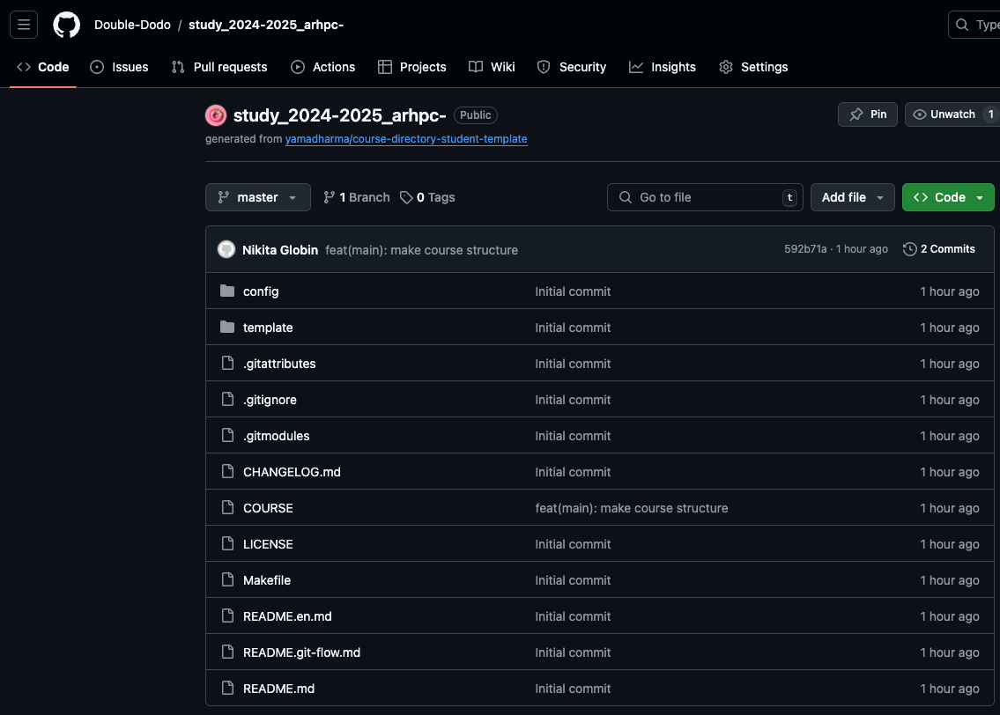 Double-Dodo / study_2024-2025_arhpc-
Type
Code Issues Pull requests Actions Projects Wiki Security Insights Settings
study_2024-2025_arhpc- Public
Pin Unwatch 1
generated from yamadharma/course-directory-student-template
master 1 Branch 0 Tags Go to file t Add file Code
Nikita Globin feat(main): make course structure 592b71a · 1 hour ago 2 Commits
config Initial commit 1 hour ago
template Initial commit 1 hour ago
.gitattributes Initial commit 1 hour ago
.gitignore Initial commit 1 hour ago
.gitmodules Initial commit 1 hour ago
CHANGELOG.md Initial commit 1 hour ago
COURSE feat(main): make course structure 1 hour ago
LICENSE Initial commit 1 hour ago
Makefile Initial commit 1 hour ago
README.en.md Initial commit 1 hour ago
README.git-flow.md Initial commit 1 hour ago
README.md Initial commit 1 hour ago